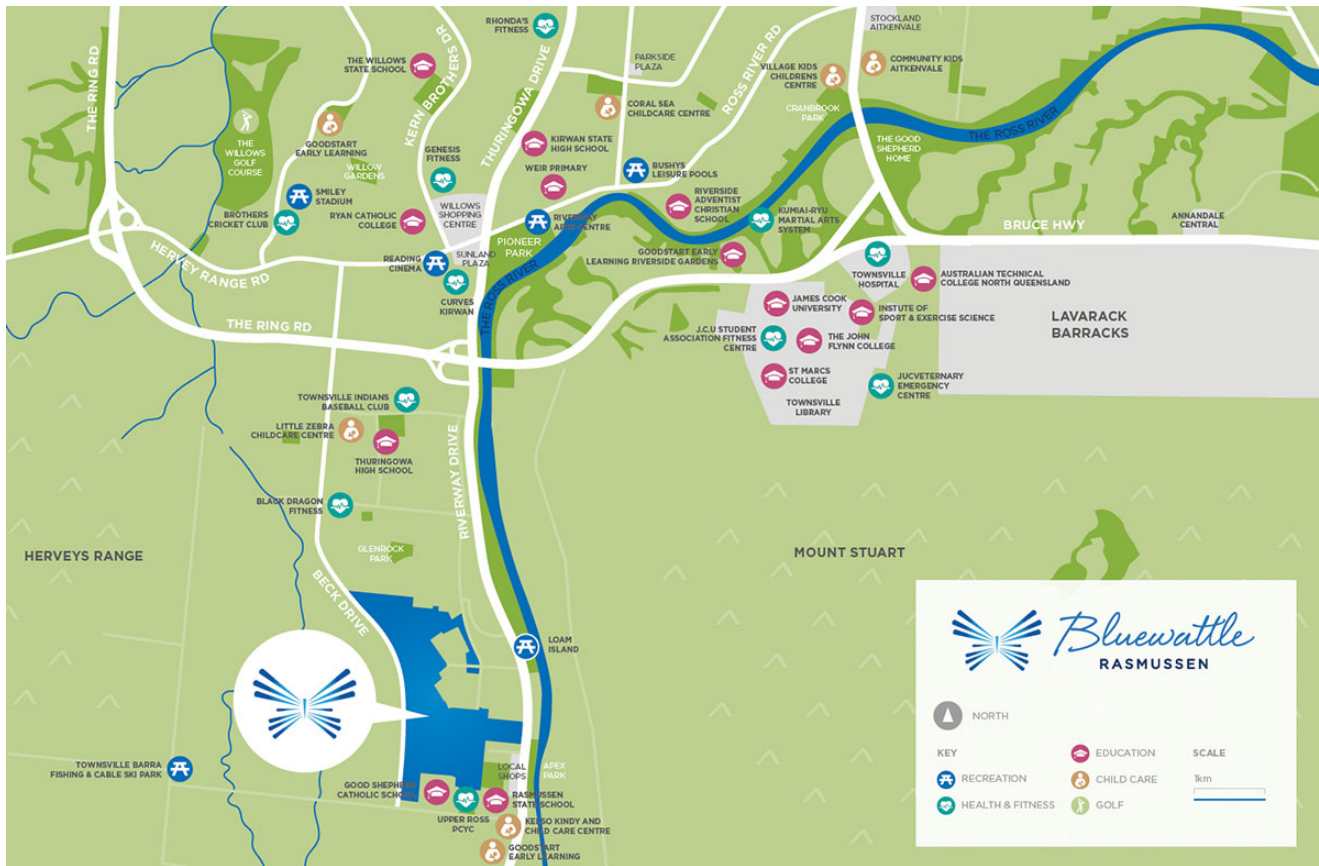 RHONDA'S
FITNESS
STOCKLAND
AITKENVALE
THE RING RD
THE WILLOWS
STATE SCHOOL
KERN BROTHERS DR
THURINGOWA DRIVE
PARKSIDE
PLAZA
ROSS RIVER RD
VILLAGE KIDS
CHILDRENS
CENTRE
COMMUNITY KIDS
AITKENVALE
CRANBROOK
PARK
CORAL SEA
CHILDCARE CENTRE
THE ROSS RIVER
THE
WILLOWS
GOLF
COURSE
GOODSTART
EARLY LEARNING
WILLOW
GARDENS
GENESIS
FITNESS
KIRWAN STATE
HIGH SCHOOL
WEIR PRIMARY
BUSHYS
LEISURE POOLS
THE GOOD
SHEPHERD
HOME
SMILEY
STADIUM
BROTHERS
CRICKET CLUB
RYAN CATHOLIC
COLLEGE
WILLOWS
SHOPPING
CENTRE
RIVERWAY
ARTS CENTRE
RIVERSIDE
ADVENTIST
CHRISTIAN
SCHOOL
KUMIAI-RYU
MARTIAL ARTS
SYSTEM
BRUCE HWY
ANNANDALE
CENTRAL
HERVEY RANGE RD
READING
CINEMA
SUNLAND
PLAZA
PIONEER
PARK
GOODSTART EARLY
LEARNING RIVERSIDE GARDENS
CURVES
KIRWAN
THE ROSS RIVER
TOWNSVILLE
HOSPITAL
AUSTRALIAN TECHNICAL
COLLEGE NORTH QUEENSLAND
THE RING RD
JAMES COOK
UNIVERSITY
INSTUTE OF
SPORT & EXERCISE SCIENCE
LAVARACK
BARRACKS
J.C.U STUDENT
ASSOCIATION FITNESS
CENTRE
THE JOHN
FLYNN COLLEGE
ST MARCS
COLLEGE
JUCVETERNARY
EMERGENCY
CENTRE
TOWNSVILLE
LIBRARY
TOWNSVILLE INDIANS
BASEBALL CLUB
LITTLE ZEBRA
CHILDCARE CENTRE
THURINGOWA
HIGH SCHOOL
RIVERWAY DRIVE
BLACK DRAGON
FITNESS
GLENROCK
PARK
HERVEYS RANGE
MOUNT STUART
BECK DRIVE
LOAM
ISLAND
TOWNSVILLE BARRA
FISHING & CABLE SKI PARK
LOCAL
SHOPS
APEX
PARK
GOOD SHEPHERD
CATHOLIC SCHOOL
UPPER ROSS
PCYC
RASMUSSEN
STATE SCHOOL
KELSO KINDY AND
CHILD CARE CENTRE
GOODSTART
EARLY LEARNING
Bluewattle
RASMUSSEN
NORTH
KEY
RECREATION
HEALTH & FITNESS
EDUCATION
CHILD CARE
GOLF
SCALE
1km